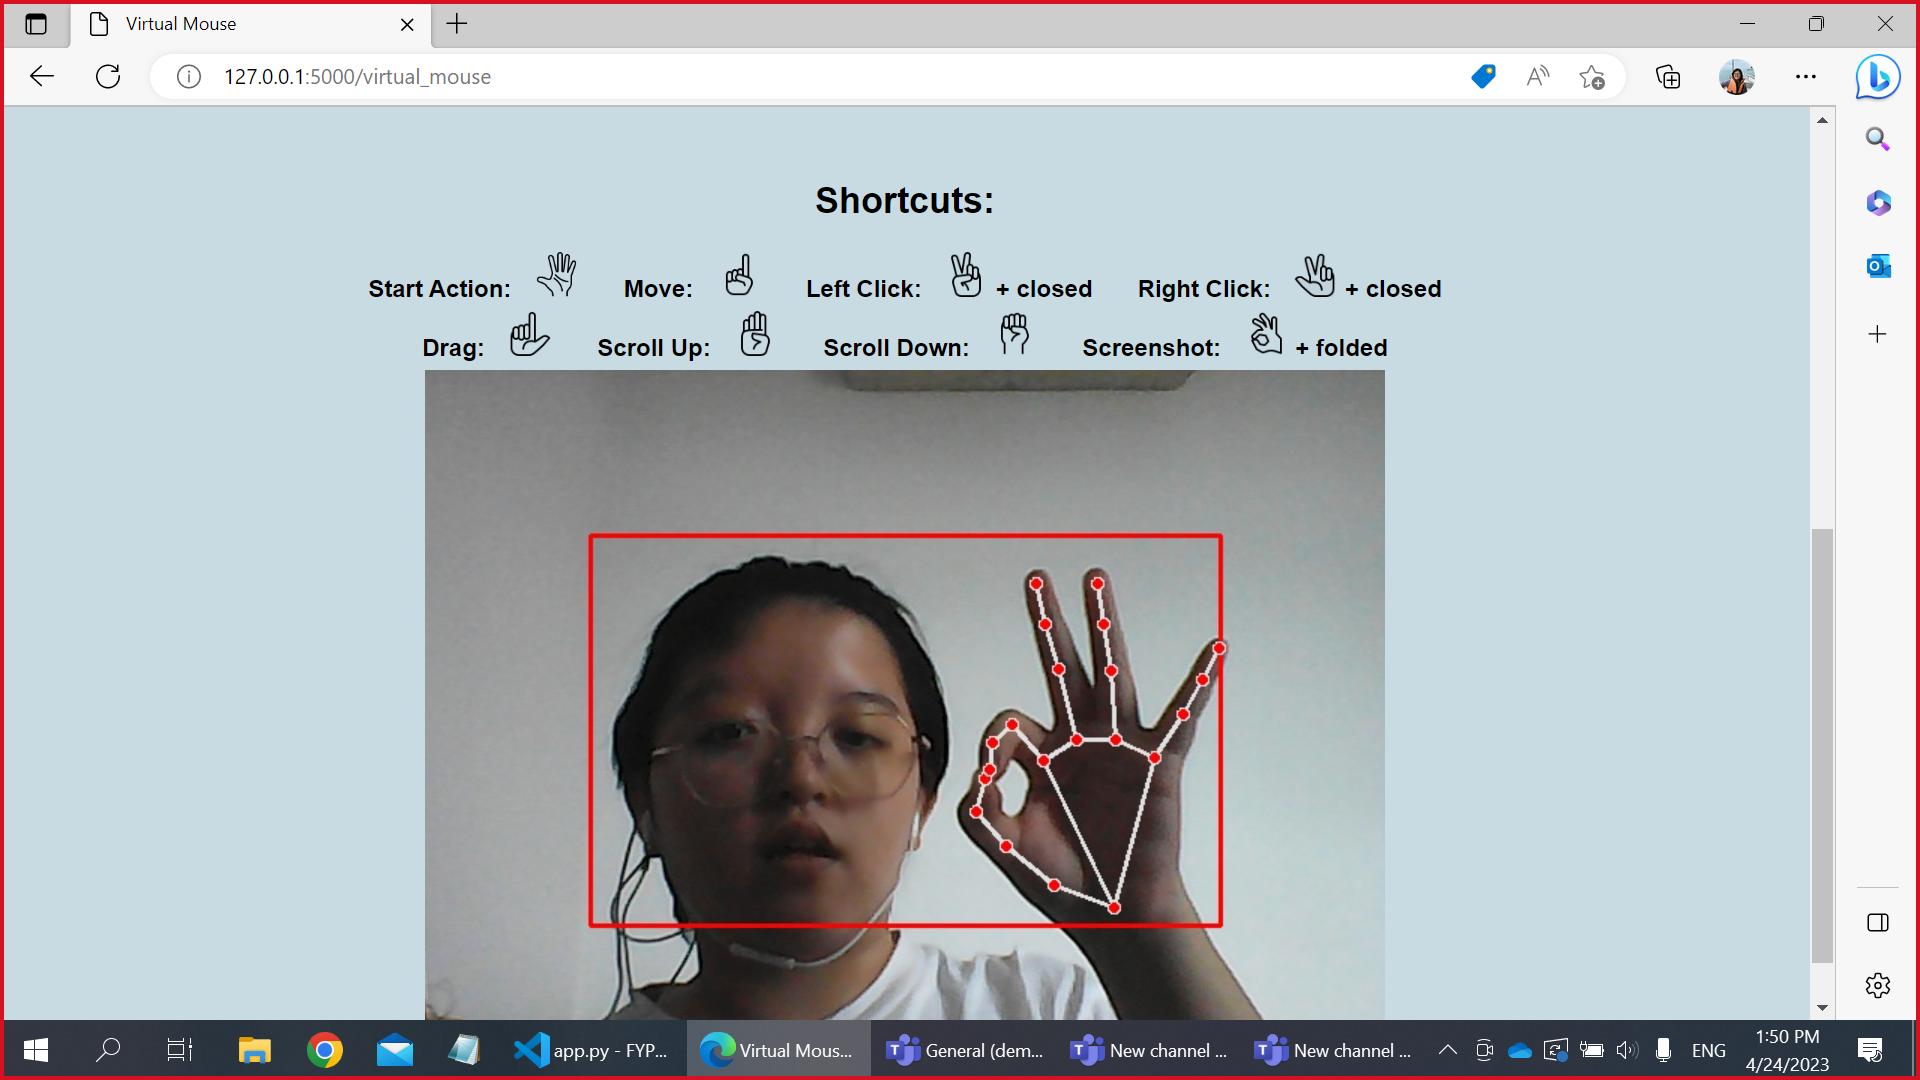 Virtual Mouse
127.0.0.1:5000/virtual_mouse
Shortcuts:
Start Action: Move: Left Click: + closed Right Click: + closed
Drag: Scroll Up: Scroll Down: Screenshot: + folded
app.py - FYP... Virtual Mous... General (dem... New channel ... New channel ... ENG
1:50 PM
4/24/2023